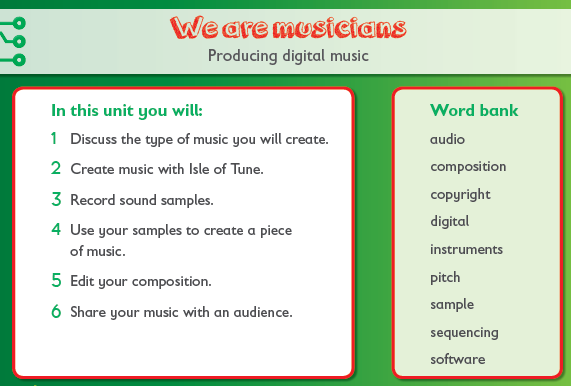 We are musicians
Producing digital music
In this unit you will:
1 Discuss the type of music you will create.
2 Create music with Isle of Tune.
3 Record sound samples.
4 Use your samples to create a piece
of music.
5 Edit your composition.
6 Share your music with an audience.
Word bank
audio
composition
copyright
digital
instruments
pitch
sample
sequencing
software